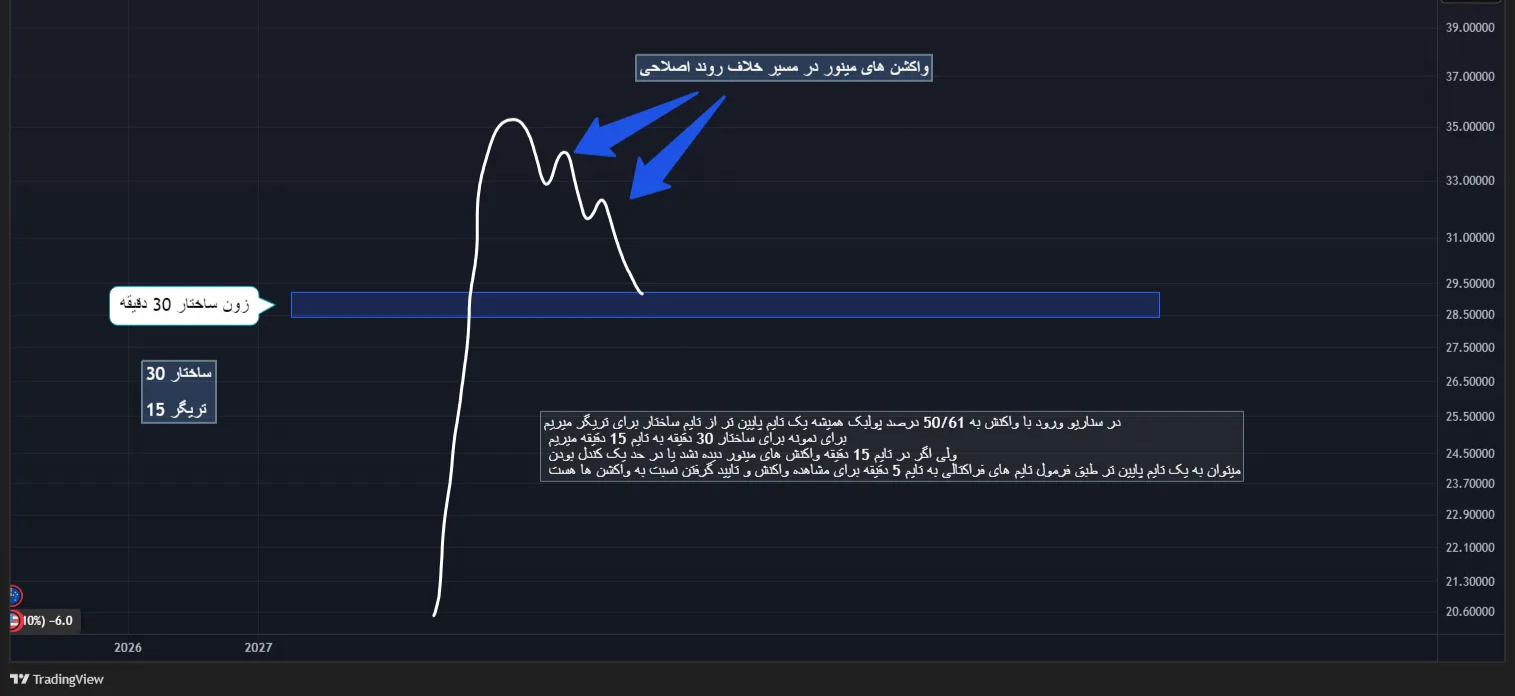 واکشن های مینور در مسیر خلاف روند اصلاحی
زون ساختار 30 دقیقه
ساختار 30
تریگر 15
در سناریو ورود با واکنش به 50/61 درصد پولبک همیشه یک تایم پایین تر از تایم ساختار برای تریگر میریم
برای نمونه برای ساختار 30 دقیقه به تایم 15 دقیقه میریم
ولی اگر در تایم 15 دقیقه واکنش های مینور دیده نشد یا در حد یک کندل بودن
میتوان به یک تایم پایین تر طبق فرمول تایم های فراکتالی به تایم 5 دقیقه برای مشاهده واکنش و تایید گرفتن نسبت به واکشن ها هست
39.00000
37.00000
35.00000
33.00000
31.00000
29.50000
28.50000
27.50000
26.50000
25.50000
24.50000
23.70000
22.90000
22.10000
21.30000
20.60000
10%) −6.0
2026 2027
TradingView